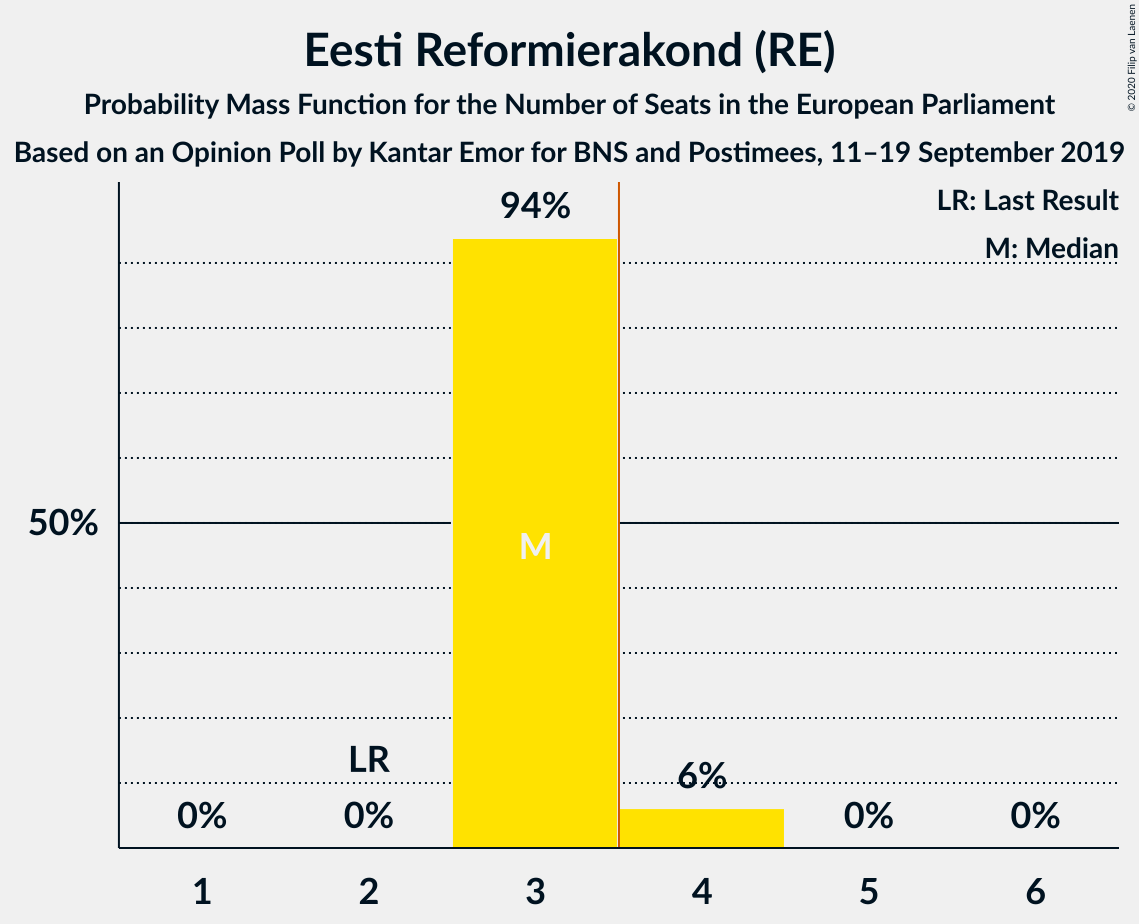 Eesti Reformierakond (RE)
Probability Mass Function for the Number of Seats in the European Parliament
Based on an Opinion Poll by Kantar Emor for BNS and Postimees, 11–19 September 2019
© 2020 Filip van Laenen
LR: Last Result
M: Median
94%
50%
M
LR
6%
0%
0%
0%
0%
1
2
3
4
5
6